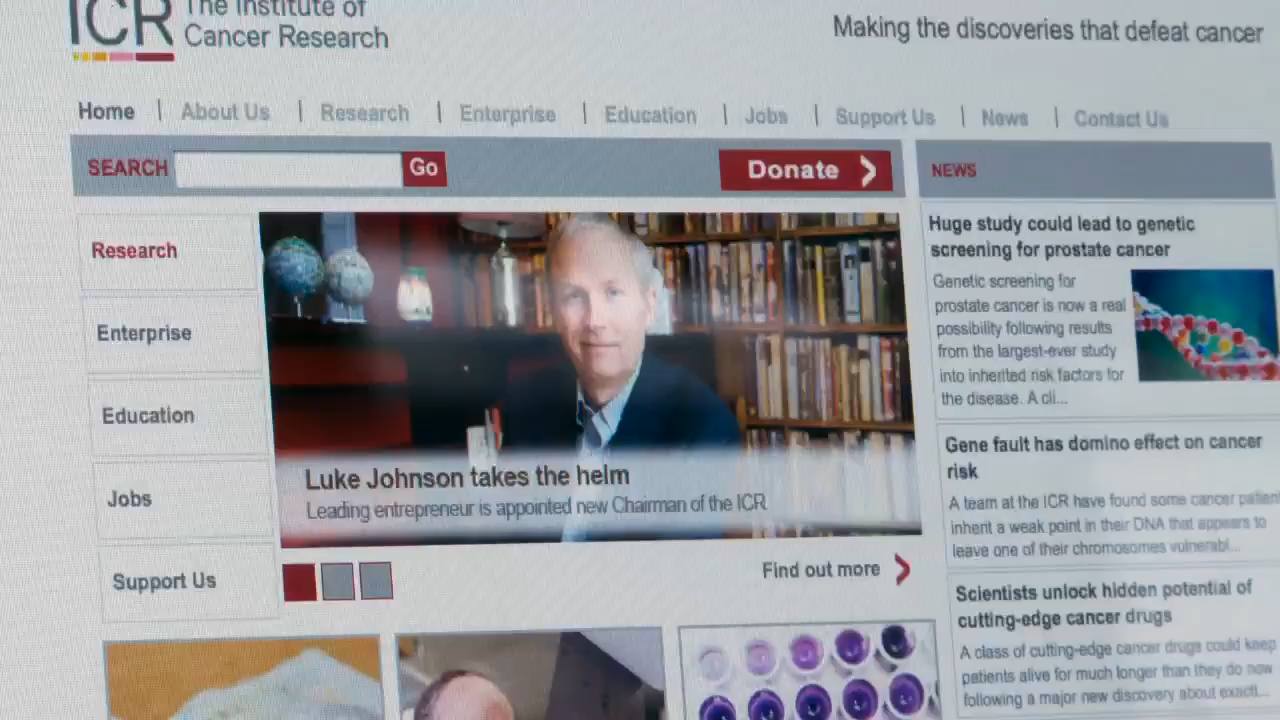 ICR The Institute of
Cancer Research
Making the discoveries that defeat cancer
Home | About Us | Research | Enterprise | Education | Jobs | Support Us | News | Contact Us
SEARCH Go
Donate
NEWS
Research
Enterprise
Education
Jobs
Support Us
Luke Johnson takes the helm
Leading entrepreneur is appointed new Chairman of the ICR
Find out more
Huge study could lead to genetic
screening for prostate cancer
Genetic screening for
prostate cancer is now a real
possibility following results
from the largest-ever study
into inherited risk factors for
the disease. A cli...
Gene fault has domino effect on cancer
risk
A team at the ICR have found some cancer patien
inherit a weak point in their DNA that appears to
leave one of their chromosomes vulnerabl...
Scientists unlock hidden potential of
cutting-edge cancer drugs
A class of cutting-edge cancer drugs could keep
patients alive for much longer than they do now
following a major new discovery about exactl...